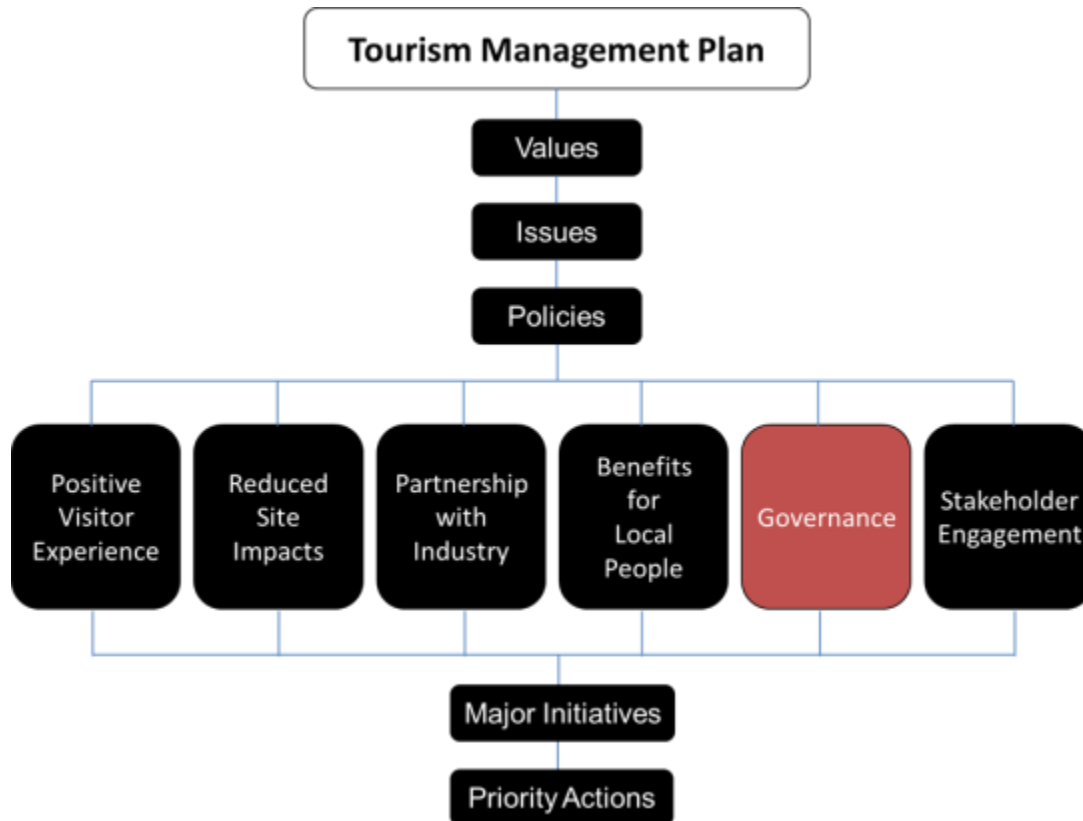 Tourism Management Plan
Values
Issues
Policies
Positive
Visitor
Experience
Reduced
Site
Impacts
Partnership
with
Industry
Benefits
for
Local
People
Governance
Stakeholder
Engagement
Major Initiatives
Priority Actions